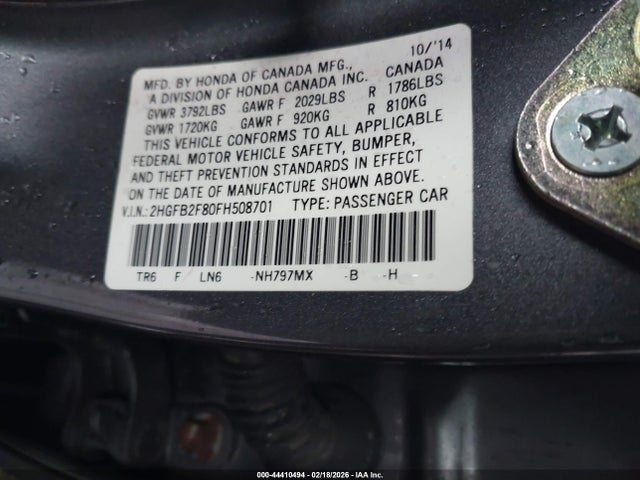 10/'14
MFD. BY HONDA OF CANADA MFG., CANADA
A DIVISION OF HONDA CANADA INC.
GVWR 3792LBS GAWR F 2029LBS R 1786LBS
GVWR 1720KG GAWR F 920KG R 810KG
THIS VEHICLE CONFORMS TO ALL APPLICABLE
FEDERAL MOTOR VEHICLE SAFETY, BUMPER,
AND THEFT PREVENTION STANDARDS IN EFFECT
ON THE DATE OF MANUFACTURE SHOWN ABOVE.
V.I.N.: 2HGFB2F80FH508701 TYPE: PASSENGER CAR
TR6 F LN6 -NH797MX -B -H
000-44410494 - 02/18/2026 - IAA Inc.